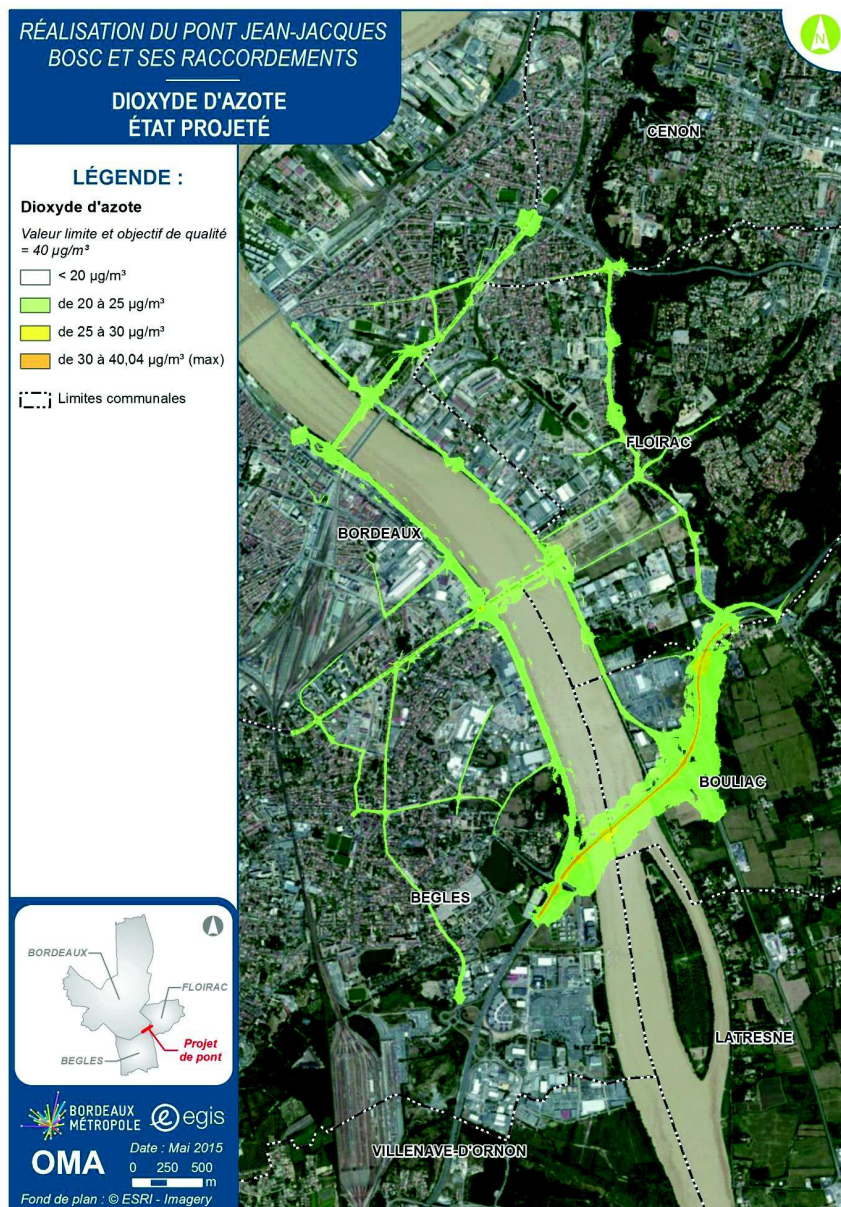 RÉALISATION DU PONT JEAN-JACQUES
BOSC ET SES RACCORDEMENTS
DIOXYDE D'AZOTE
ÉTAT PROJETÉ
N
LÉGENDE :
Dioxyde d'azote
Valeur limite et objectif de qualité
= 40 µg/m³
< 20 µg/m³
de 20 à 25 µg/m³
de 25 à 30 µg/m³
de 30 à 40,04 µg/m³ (max)
Limites communales
CENON
FLOIRAC
BORDEAUX
BOULIAC
BEGLES
LATRESNE
VILLENAVE-D'ORNON
BORDEAUX
FLOIRAC
Projet
de pont
BEGLES
BORDEAUX
MÉTROPOLE
egis
OMA
Date : Mai 2015
0 250 500
m
Fond de plan : © ESRI - Imagery